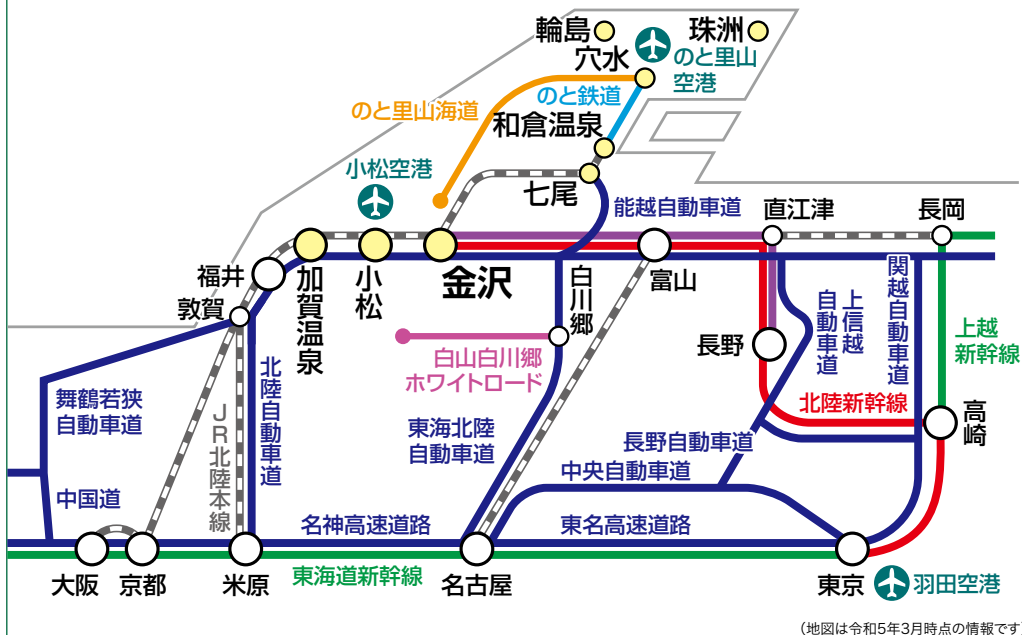 輪島
珠洲
穴水
のと里山
空港
のと里山海道
のと鉄道
和倉温泉
小松空港
七尾
能越自動車道
直江津
長岡
福井
敦賀
加賀温泉
小松
金沢
白川郷
富山
上信越
自動車道
関越自動車道
長野
上越
新幹線
白山白川郷
ホワイトロード
北陸新幹線
高崎
舞鶴若狭
自動車道
JR北陸本線
北陸自動車道
東海北陸
自動車道
長野自動車道
中央自動車道
中国道
名神高速道路
東名高速道路
大阪
京都
米原
東海道新幹線
名古屋
東京
羽田空港
(地図は令和5年3月時点の情報です